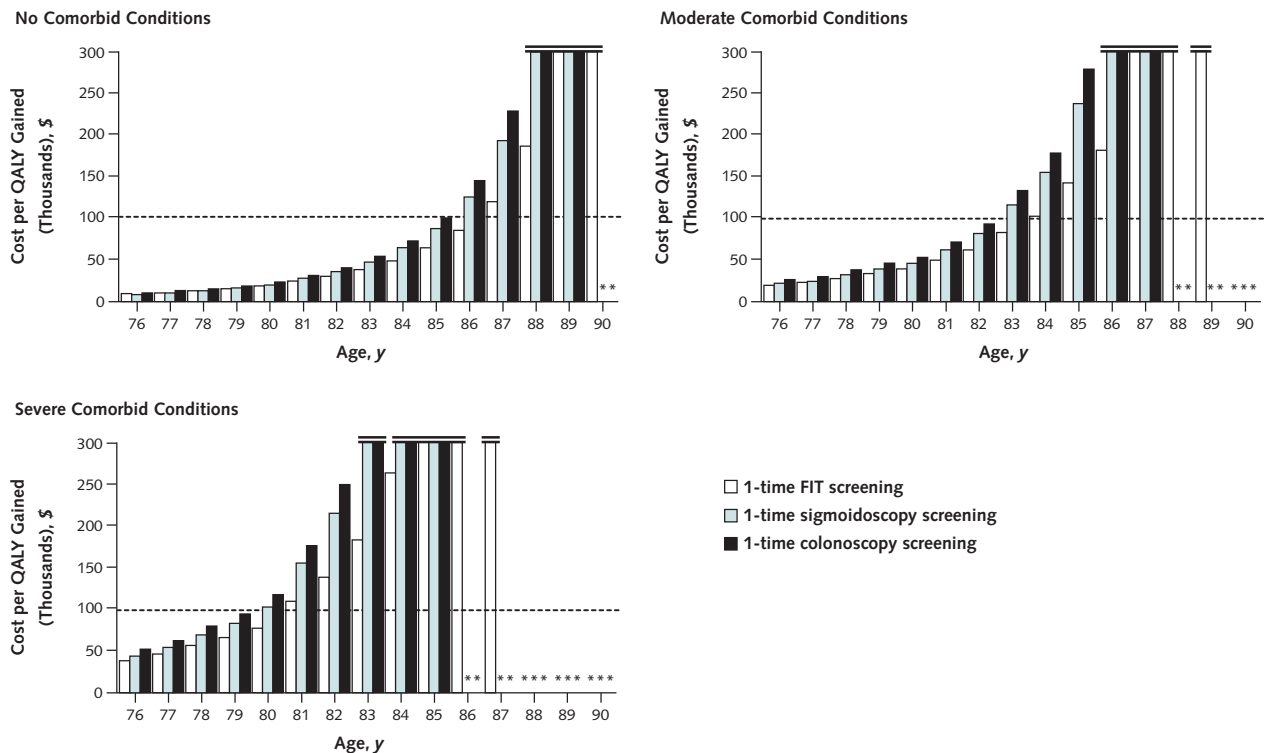 No Comorbid Conditions
Cost per QALY Gained
(Thousands), $
300
250
200
150
100
50
0
76 77 78 79 80 81 82 83 84 85 86 87 88 89 90
* *
Age, y
Moderate Comorbid Conditions
Cost per QALY Gained
(Thousands), $
300
250
200
150
100
50
0
* * * * * * *
76 77 78 79 80 81 82 83 84 85 86 87 88 89 90
Age, y
Severe Comorbid Conditions
Cost per QALY Gained
(Thousands), $
300
250
200
150
100
50
0
* * * * * * * * * * * * *
76 77 78 79 80 81 82 83 84 85 86 87 88 89 90
Age, y
1-time FIT screening
1-time sigmoidoscopy screening
1-time colonoscopy screening